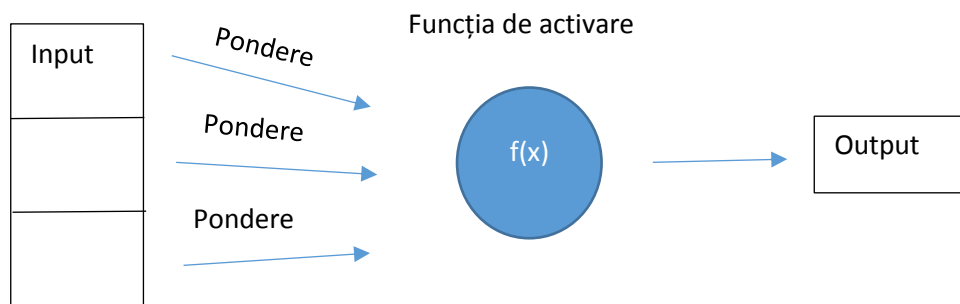 Funcția de activare
Input
Pondere
Pondere
Pondere
f(x)
Output